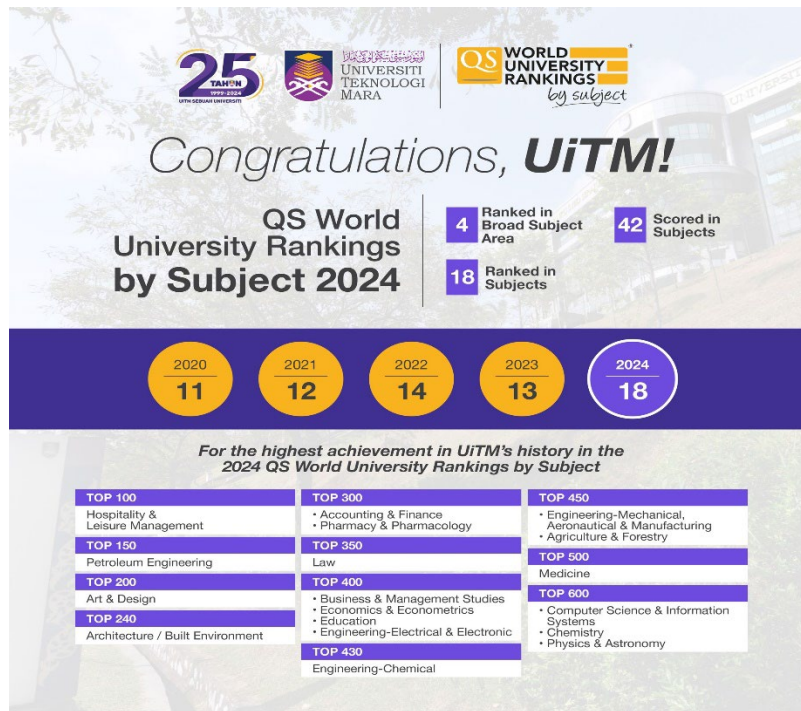 25
TAHUN
1999-2024
UiTM SEBUAH UNIVERSITI
اونيۏرسيتي تيكنولوݢي مارا
UNIVERSITI
TEKNOLOGI
MARA
QS
WORLD
UNIVERSITY
RANKINGS
by subject
Congratulations, UiTM!
QS World
University Rankings
by Subject 2024
4
Ranked in
Broad Subject
Area
42
Scored in
Subjects
18
Ranked in
Subjects
2020
11
2021
12
2022
14
2023
13
2024
18
For the highest achievement in UiTM's history in the
2024 QS World University Rankings by Subject
TOP 100
Hospitality &
Leisure Management
TOP 150
Petroleum Engineering
TOP 200
Art & Design
TOP 240
Architecture / Built Environment
TOP 300
• Accounting & Finance
• Pharmacy & Pharmacology
TOP 350
Law
TOP 400
• Business & Management Studies
• Economics & Econometrics
• Education
• Engineering-Electrical & Electronic
TOP 430
Engineering-Chemical
TOP 450
• Engineering-Mechanical,
Aeronautical & Manufacturing
• Agriculture & Forestry
TOP 500
Medicine
TOP 600
• Computer Science & Information
Systems
• Chemistry
• Physics & Astronomy